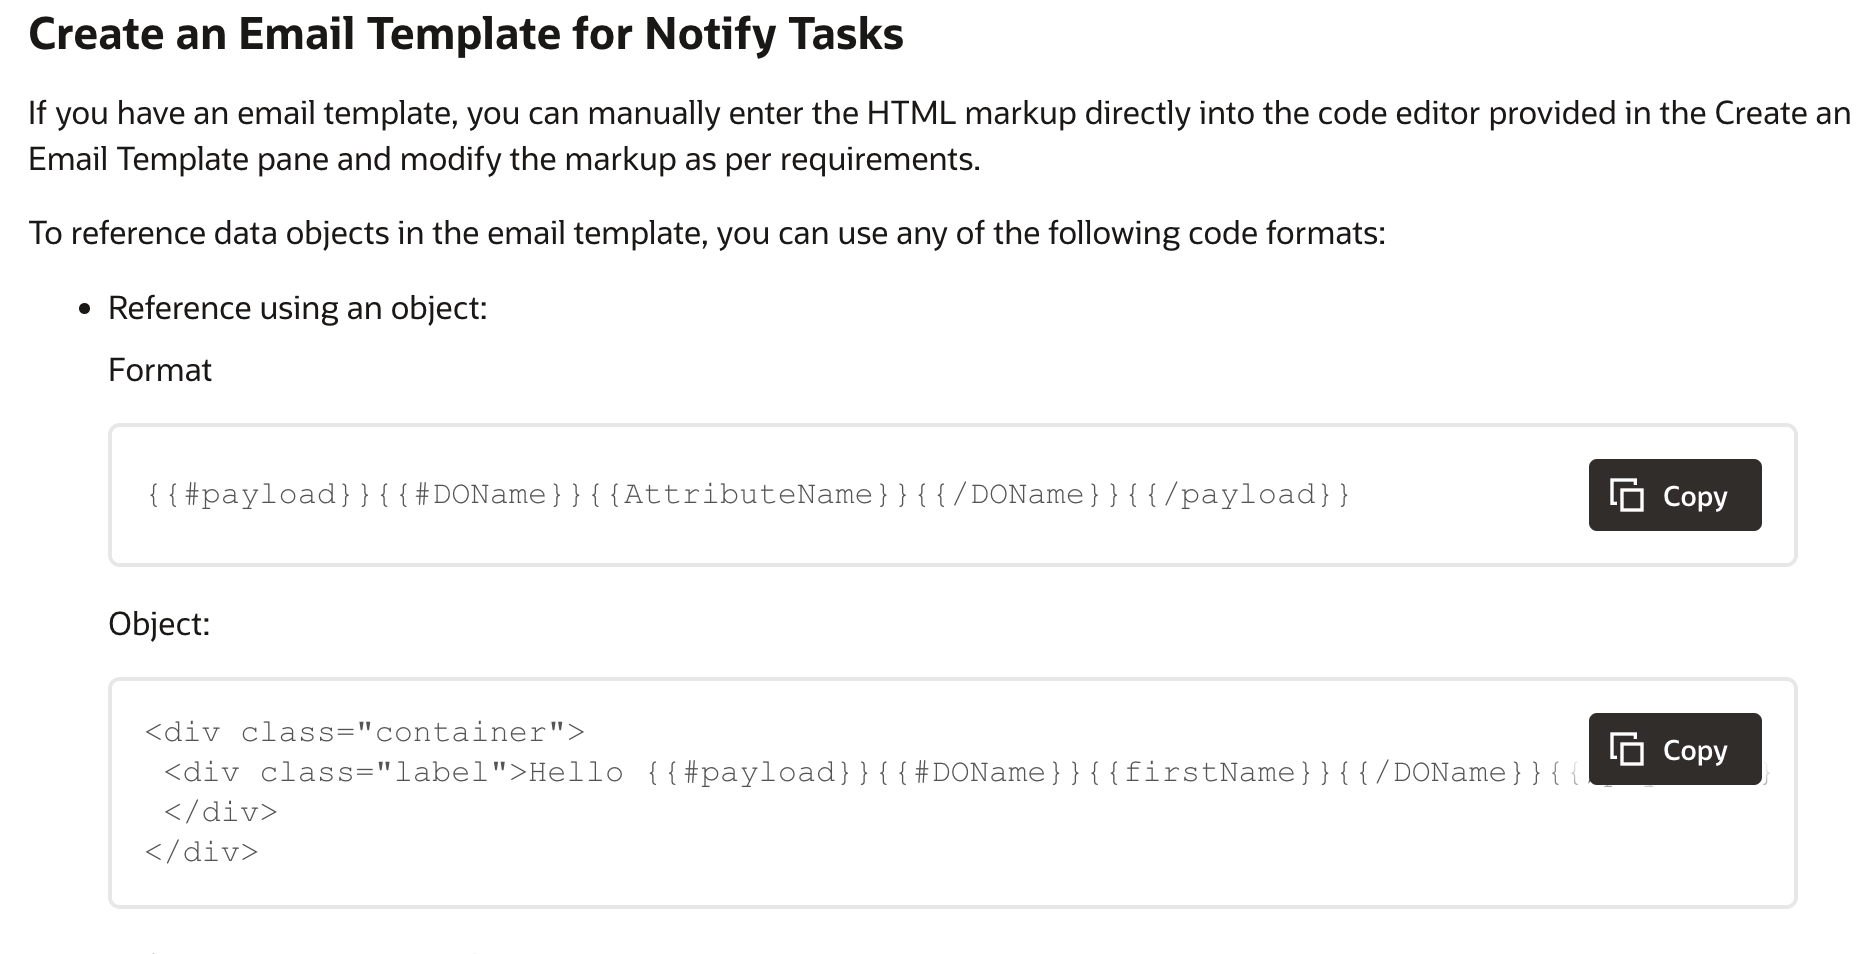 Create an Email Template for Notify Tasks
If you have an email template, you can manually enter the HTML markup directly into the code editor provided in the Create an
Email Template pane and modify the markup as per requirements.
To reference data objects in the email template, you can use any of the following code formats:
• Reference using an object:
Format
{{#payload}}{{#DOName}}{{AttributeName}}{{/DOName}}{{/payload}}
Copy
Object:
<div class="container">
Copy
 <div class="label">Hello {{#payload}}{{#DOName}}{{firstName}}{{/DOName}}{{
 </div>
</div>